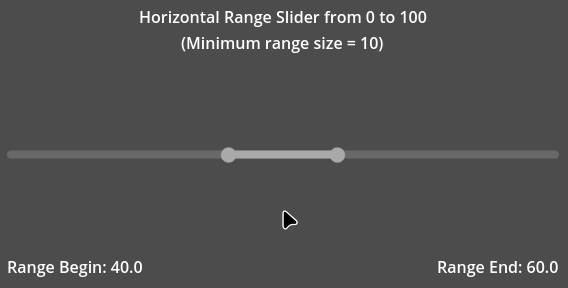 Horizontal Range Slider from 0 to 100
(Minimum range size = 10)
Range Begin: 40.0
Range End: 60.0